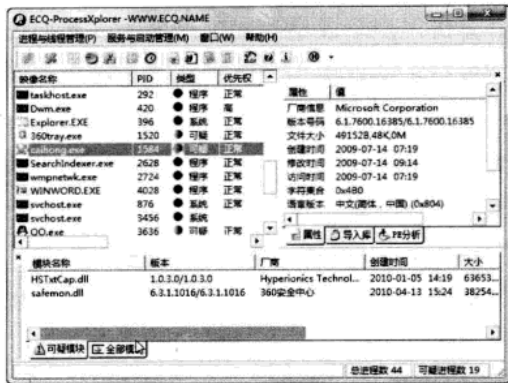 ECQ-ProcessXplorer -WWW.ECQ.NAME
进程与线程管理(P) 服务与启动管理(M) 窗口(W) 帮助(H)
映像名称 PID 类型 优先权
taskhost.exe 292 程序 正常
Dwm.exe 420 程序 高
Explorer.EXE 396 系统 正常
360tray.exe 1520 可疑 正常
caihong.exe 1584 可疑 正常
SearchIndexer.exe 2628 程序 正常
wmpnetwk.exe 2724 程序 正常
WINWORD.EXE 4028 程序 正常
svchost.exe 876 系统 正常
svchost.exe 3456 系统
QQ.exe 3636 可疑 正常
属性 值
厂商信息 Microsoft Corporation
版本号码 6.1.7600.16385/6.1.7600.16385
文件大小 49152B,48K,0M
创建时间 2009-07-14 07:19
修改时间 2009-07-14 09:14
访问时间 2009-07-14 07:19
字符集合 0x4B0
语言版本 中文(简体，中国) (0x804)
属性 导入库 PE分析
模块名称 版本 厂商 创建时间 大小
HSTxtCap.dll 1.0.3.0/1.0.3.0 Hyperionics Technol... 2010-01-05 14:19 63653...
safemon.dll 6.3.1.1016/6.3.1.1016 360安全中心 2010-04-13 15:24 38254...
可疑模块 全部模
总进程数 44 可疑进程数 19